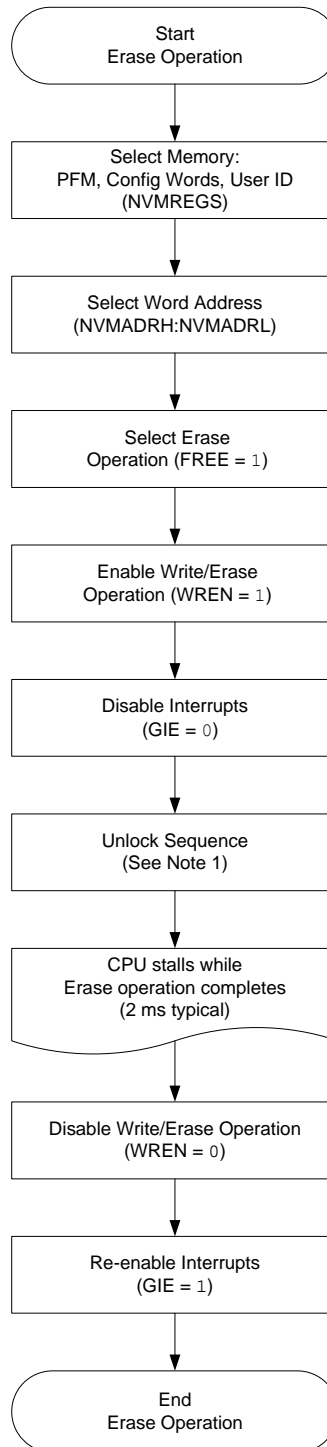 Start
Erase Operation
Select Memory:
PFM, Config Words, User ID
(NVMREGS)
Select Word Address
(NVMADRH:NVMADRL)
Select Erase
Operation (FREE = 1)
Enable Write/Erase
Operation (WREN = 1)
Disable Interrupts
(GIE = 0)
Unlock Sequence
(See Note 1)
CPU stalls while
Erase operation completes
(2 ms typical)
Disable Write/Erase Operation
(WREN = 0)
Re-enable Interrupts
(GIE = 1)
End
Erase Operation